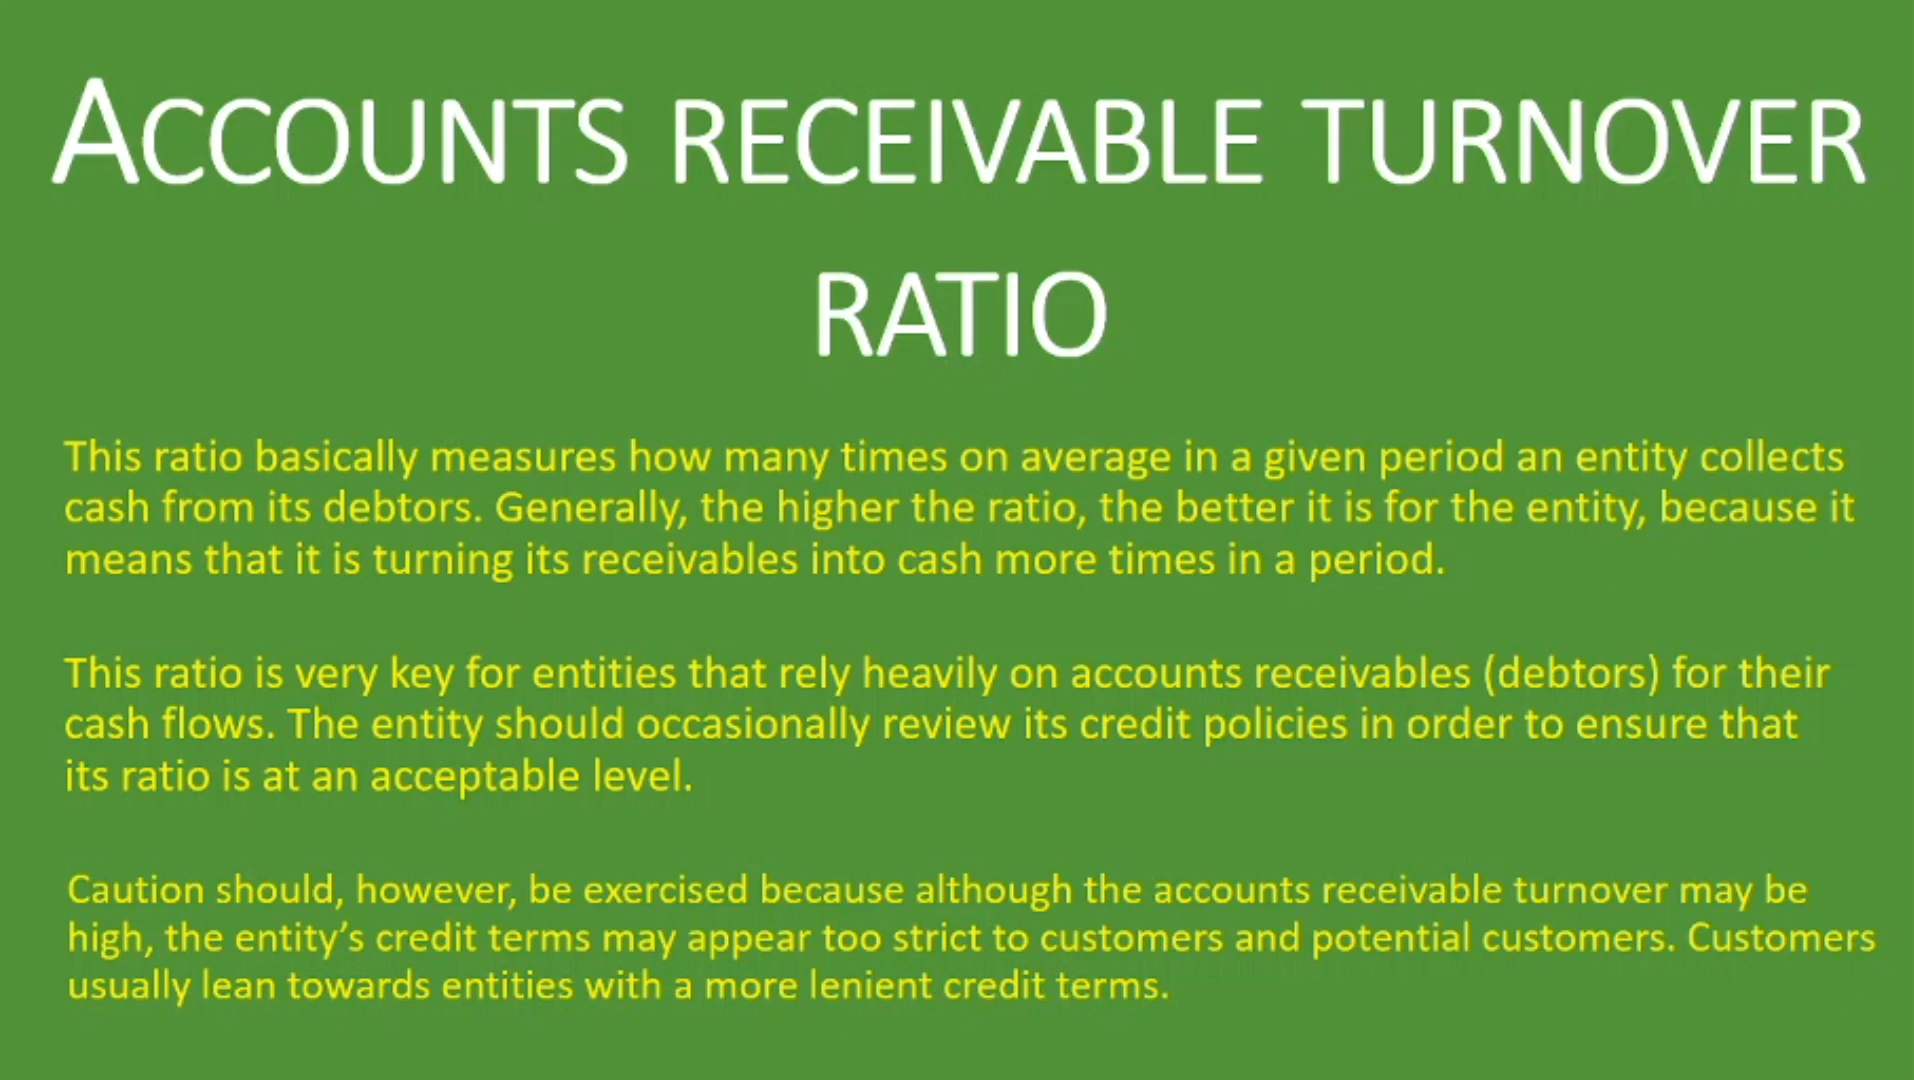 ACCOUNTS RECEIVABLE TURNOVER
RATIO
This ratio basically measures how many times on average in a given period an entity collects
cash from its debtors. Generally, the higher the ratio, the better it is for the entity, because it
means that it is turning its receivables into cash more times in a period.
This ratio is very key for entities that rely heavily on accounts receivables (debtors) for their
cash flows. The entity should occasionally review its credit policies in order to ensure that
its ratio is at an acceptable level.
Caution should, however, be exercised because although the accounts receivable turnover may be
high, the entity’s credit terms may appear too strict to customers and potential customers. Customers
usually lean towards entities with a more lenient credit terms.